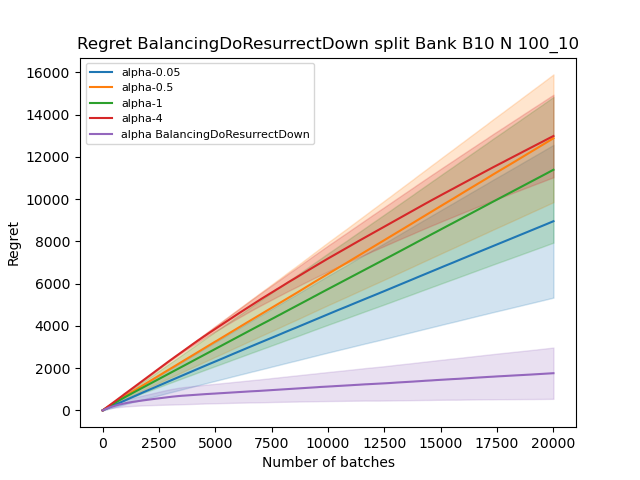 Regret BalancingDoResurrectDown split Bank B10 N 100_10
16000
14000
12000
10000
8000
6000
4000
2000
0
Regret
alpha-0.05
alpha-0.5
alpha-1
alpha-4
alpha BalancingDoResurrectDown
0 2500 5000 7500 10000 12500 15000 17500 20000
Number of batches